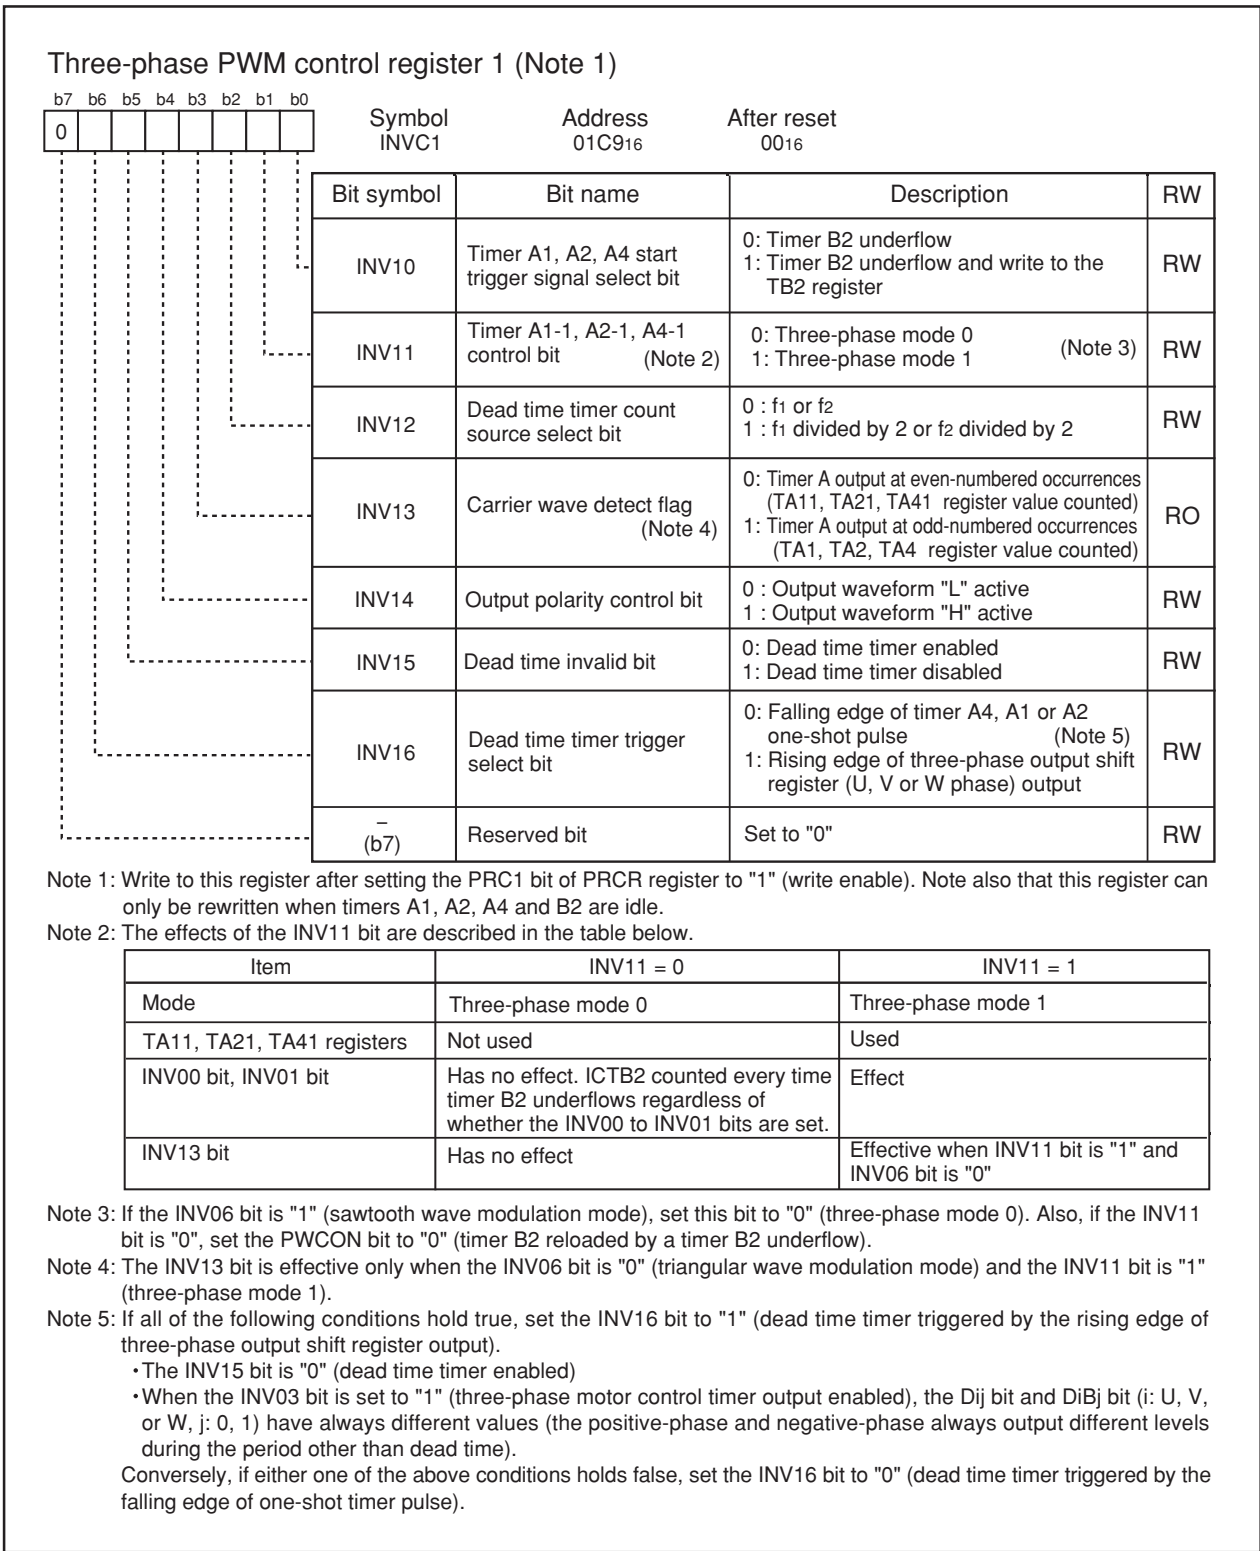 Three-phase PWM control register 1 (Note 1)
b7 b6 b5 b4 b3 b2 b1 b0
0
Symbol Address After reset
INVC1 01C916 0016
Bit symbol Bit name Description RW
INV10 Timer A1, A2, A4 start trigger signal select bit 0: Timer B2 underflow
1: Timer B2 underflow and write to the TB2 register RW
INV11 Timer A1-1, A2-1, A4-1 control bit (Note 2) 0: Three-phase mode 0
1: Three-phase mode 1 (Note 3) RW
INV12 Dead time timer count source select bit 0 : f1 or f2
1 : f1 divided by 2 or f2 divided by 2 RW
INV13 Carrier wave detect flag (Note 4) 0: Timer A output at even-numbered occurrences (TA11, TA21, TA41 register value counted)
1: Timer A output at odd-numbered occurrences (TA1, TA2, TA4 register value counted) RO
INV14 Output polarity control bit 0 : Output waveform "L" active
1 : Output waveform "H" active RW
INV15 Dead time invalid bit 0: Dead time timer enabled
1: Dead time timer disabled RW
INV16 Dead time timer trigger select bit 0: Falling edge of timer A4, A1 or A2 one-shot pulse (Note 5)
1: Rising edge of three-phase output shift register (U, V or W phase) output RW
– (b7) Reserved bit Set to "0" RW
Note 1: Write to this register after setting the PRC1 bit of PRCR register to "1" (write enable). Note also that this register can
only be rewritten when timers A1, A2, A4 and B2 are idle.
Note 2: The effects of the INV11 bit are described in the table below.
Item INV11 = 0 INV11 = 1
Mode Three-phase mode 0 Three-phase mode 1
TA11, TA21, TA41 registers Not used Used
INV00 bit, INV01 bit Has no effect. ICTB2 counted every time timer B2 underflows regardless of whether the INV00 to INV01 bits are set. Effect
INV13 bit Has no effect Effective when INV11 bit is "1" and INV06 bit is "0"
Note 3: If the INV06 bit is "1" (sawtooth wave modulation mode), set this bit to "0" (three-phase mode 0). Also, if the INV11
bit is "0", set the PWCON bit to "0" (timer B2 reloaded by a timer B2 underflow).
Note 4: The INV13 bit is effective only when the INV06 bit is "0" (triangular wave modulation mode) and the INV11 bit is "1"
(three-phase mode 1).
Note 5: If all of the following conditions hold true, set the INV16 bit to "1" (dead time timer triggered by the rising edge of
three-phase output shift register output).
・The INV15 bit is "0" (dead time timer enabled)
・When the INV03 bit is set to "1" (three-phase motor control timer output enabled), the Dij bit and DiBj bit (i: U, V,
or W, j: 0, 1) have always different values (the positive-phase and negative-phase always output different levels
during the period other than dead time).
Conversely, if either one of the above conditions holds false, set the INV16 bit to "0" (dead time timer triggered by the
falling edge of one-shot timer pulse).